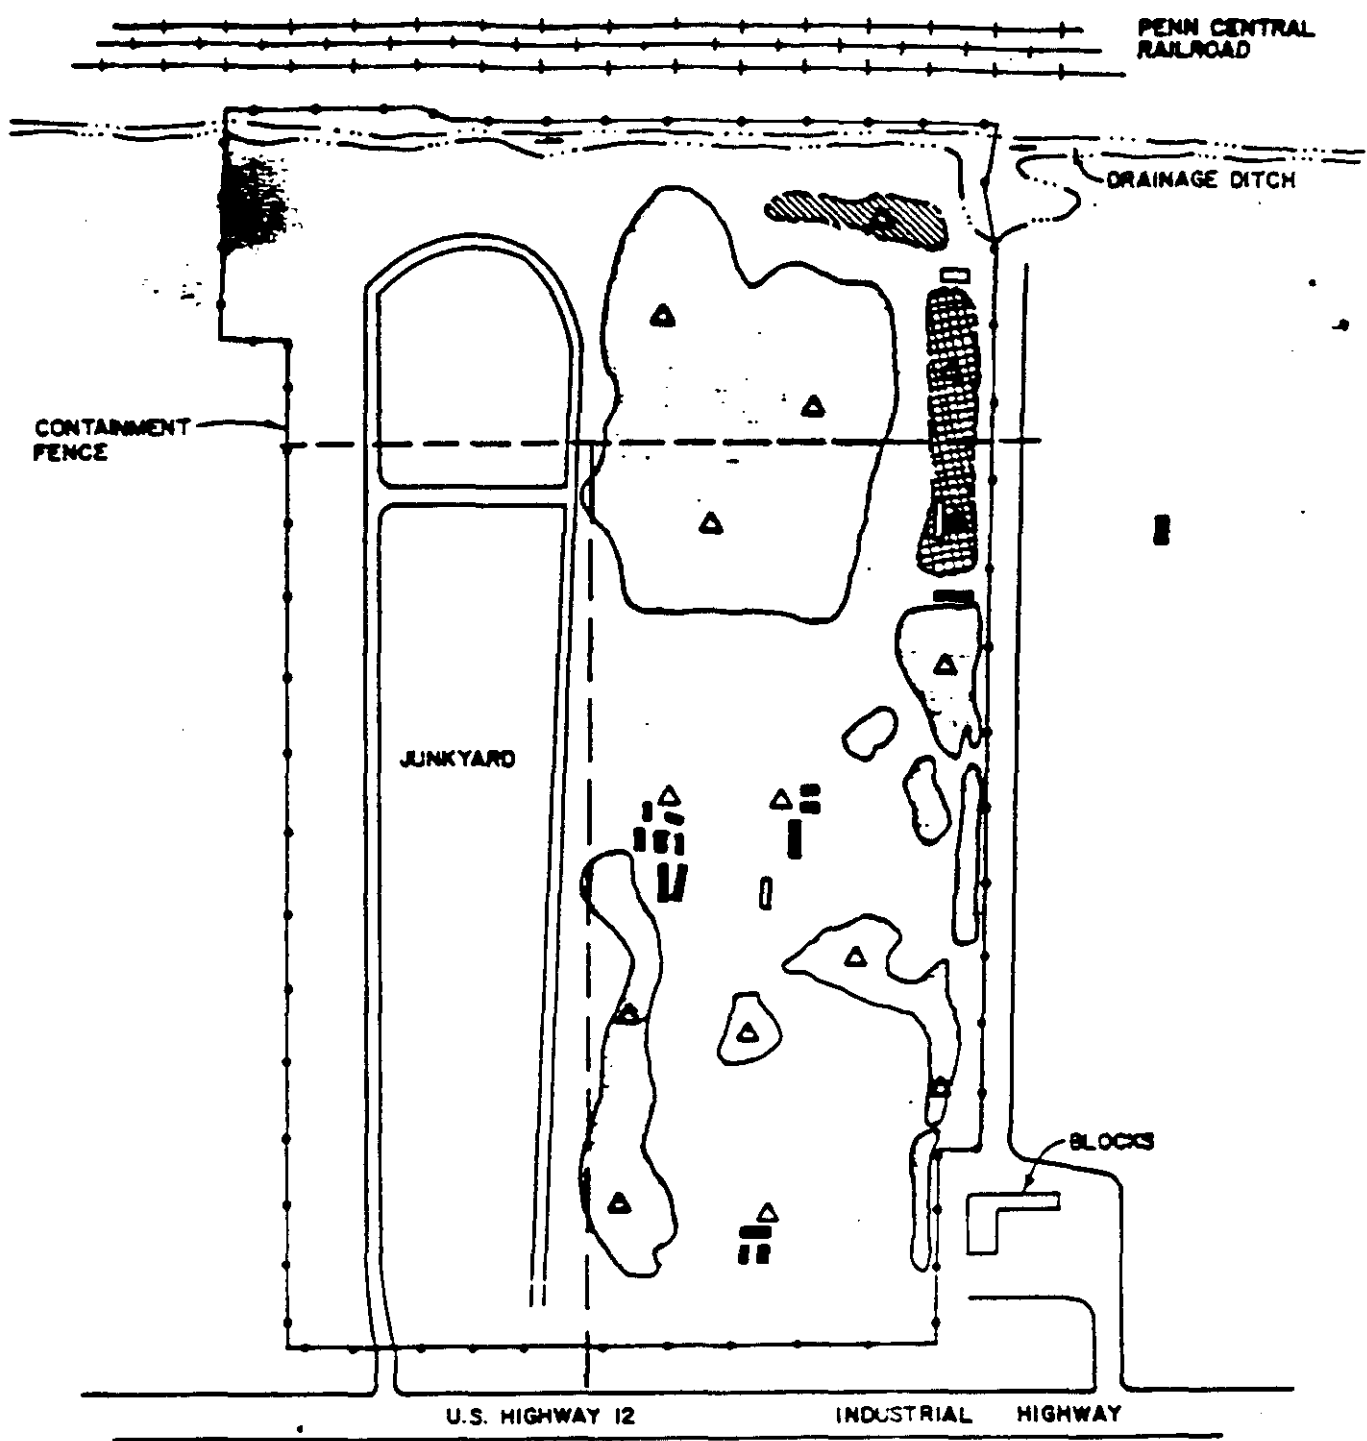 PENN CENTRAL
RAILROAD
DRAINAGE DITCH
CONTAINMENT
FENCE
JUNKYARD
BLOCKS
U.S. HIGHWAY 12 INDUSTRIAL HIGHWAY